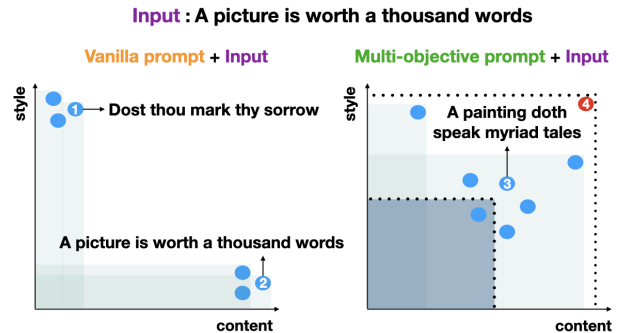 Input : A picture is worth a thousand words
Vanilla prompt + Input
style
1
Dost thou mark thy sorrow
A picture is worth a thousand words
2
content
Multi-objective prompt + Input
style
4
A painting doth
speak myriad tales
3
content